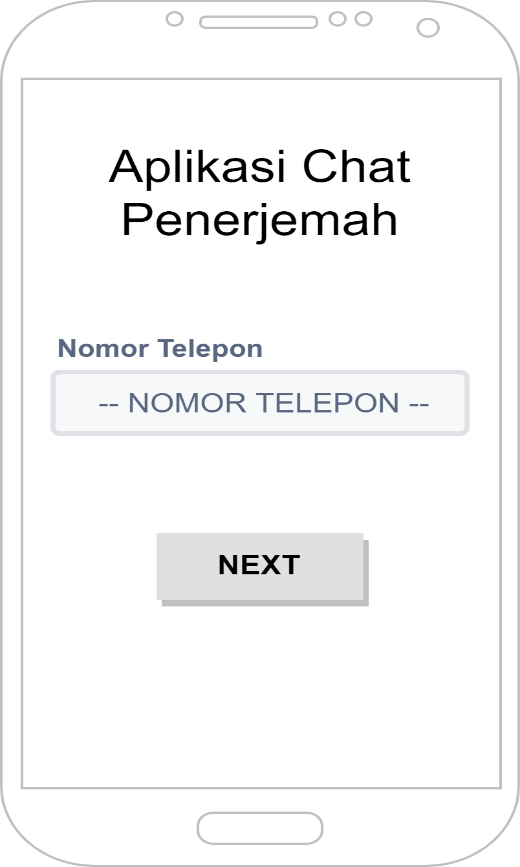 Aplikasi Chat
Penerjemah
Nomor Telepon
-- NOMOR TELEPON --
NEXT